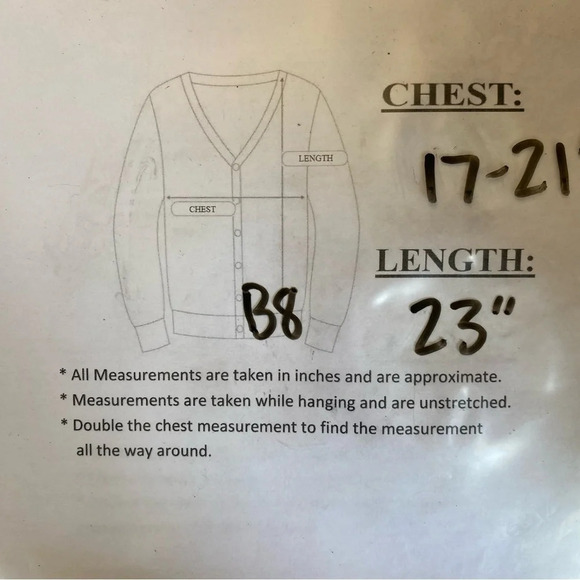 CHEST:
17-21"
LENGTH
CHEST
LENGTH:
B8
23"
* All Measurements are taken in inches and are approximate.
* Measurements are taken while hanging and are unstretched.
* Double the chest measurement to find the measurement
all the way around.